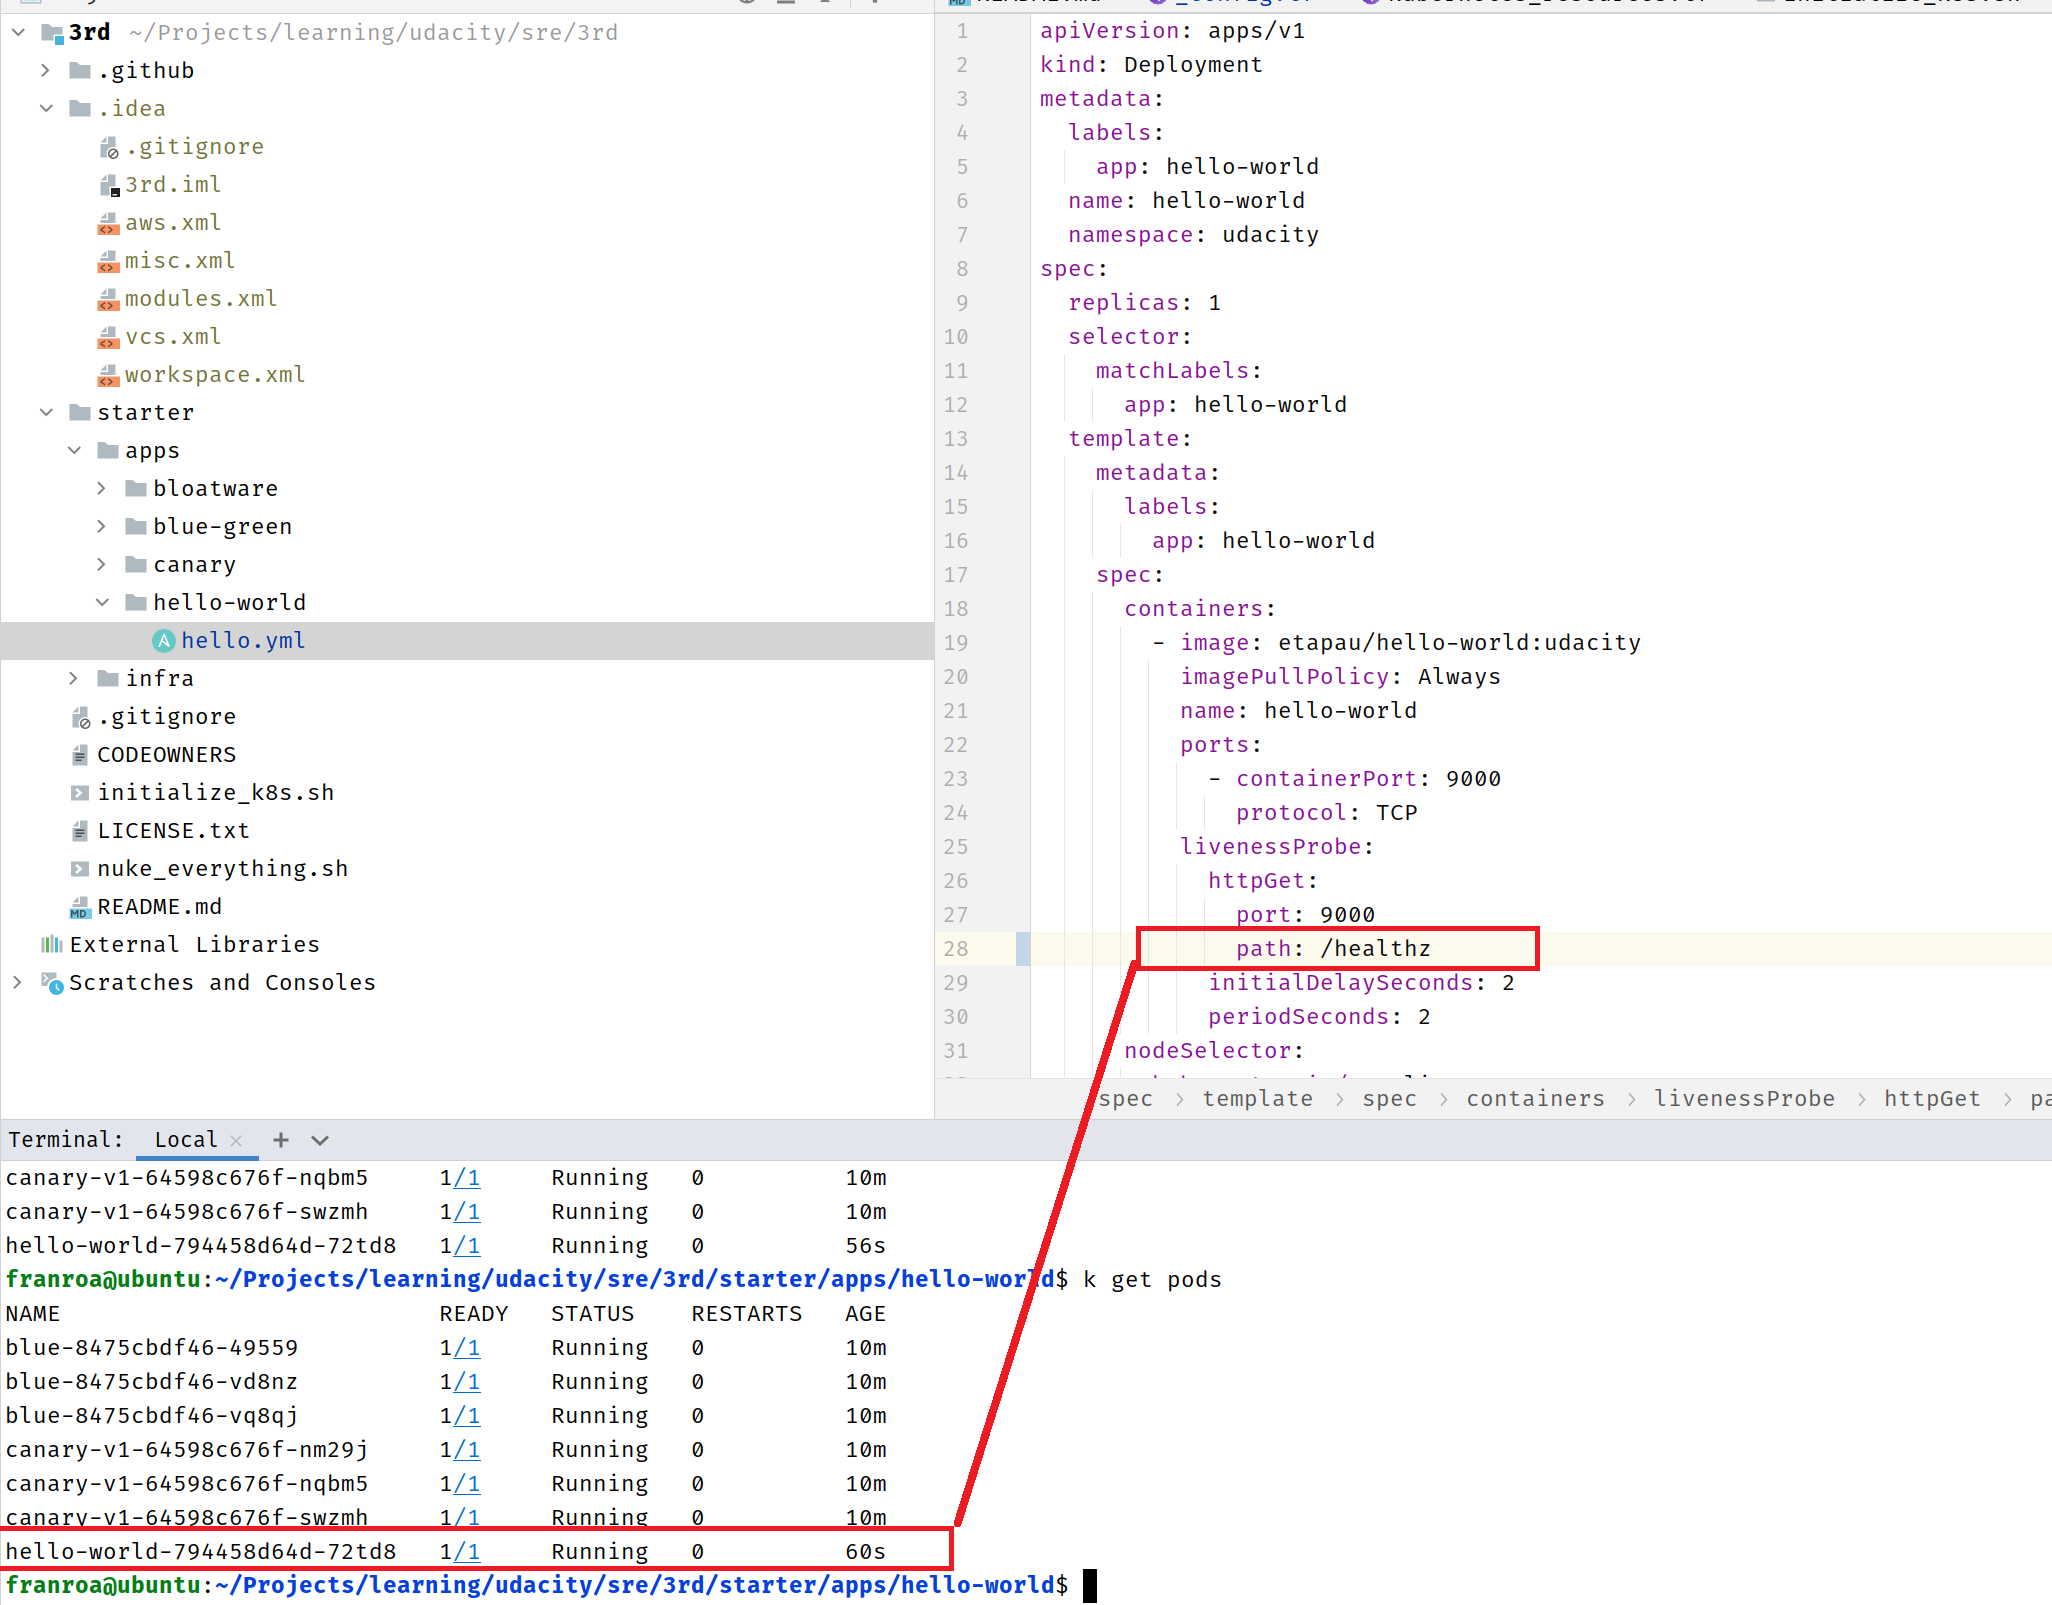 3rd ~/Projects/learning/udacity/sre/3rd
.github
.idea
.gitignore
3rd.iml
aws.xml
misc.xml
modules.xml
vcs.xml
workspace.xml
starter
apps
bloatware
blue-green
canary
hello-world
hello.yml
infra
.gitignore
CODEOWNERS
initialize_k8s.sh
LICENSE.txt
nuke_everything.sh
README.md
External Libraries
Scratches and Consoles
1 apiVersion: apps/v1
2 kind: Deployment
3 metadata:
4 labels:
5 app: hello-world
6 name: hello-world
7 namespace: udacity
8 spec:
9 replicas: 1
10 selector:
11 matchLabels:
12 app: hello-world
13 template:
14 metadata:
15 labels:
16 app: hello-world
17 spec:
18 containers:
19 - image: etapau/hello-world:udacity
20 imagePullPolicy: Always
21 name: hello-world
22 ports:
23 - containerPort: 9000
24 protocol: TCP
25 livenessProbe:
26 httpGet:
27 port: 9000
28 path: /healthz
29 initialDelaySeconds: 2
30 periodSeconds: 2
31 nodeSelector:
spec > template > spec > containers > livenessProbe > httpGet > pa
Terminal: Local × +
canary-v1-64598c676f-nqbm5 1/1 Running 0 10m
canary-v1-64598c676f-swzmh 1/1 Running 0 10m
hello-world-794458d64d-72td8 1/1 Running 0 56s
franroa@ubuntu:~/Projects/learning/udacity/sre/3rd/starter/apps/hello-world$ k get pods
NAME READY STATUS RESTARTS AGE
blue-8475cbdf46-49559 1/1 Running 0 10m
blue-8475cbdf46-vd8nz 1/1 Running 0 10m
blue-8475cbdf46-vq8qj 1/1 Running 0 10m
canary-v1-64598c676f-nm29j 1/1 Running 0 10m
canary-v1-64598c676f-nqbm5 1/1 Running 0 10m
canary-v1-64598c676f-swzmh 1/1 Running 0 10m
hello-world-794458d64d-72td8 1/1 Running 0 60s
franroa@ubuntu:~/Projects/learning/udacity/sre/3rd/starter/apps/hello-world$